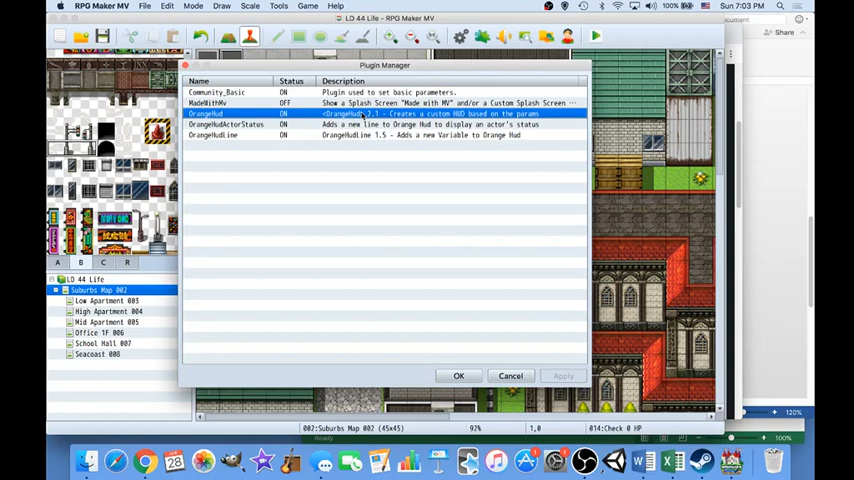 RPG Maker MV File Edit Mode Draw Scale Tools Game Help 100% Sun 7:03 PM
LD 44 Life - RPG Maker MV
Share
Plugin Manager
Name Status Description
Community_Basic ON Plugin used to set basic parameters.
MadeWithMv OFF Show a Splash Screen "Made with MV" and/or a Custom Splash Screen ...
OrangeHud ON <OrangeHud> 2.1 - Creates a custom HUD based on the params
OrangeHudActorStatus ON Adds a new line to Orange Hud to display an actor's status
OrangeHudLine ON OrangeHudLine 1.5 - Adds a new Variable to Orange Hud
A B C R
LD 44 Life
Suburbs Map 002
Low Apartment 003
High Apartment 004
Mid Apartment 005
Office 1F 006
School Hall 007
Seacoast 008
OK Cancel Apply
120%
002:Suburbs Map 002 (45x45) 92% 1,0 014:Check 0 HP
Ready 100%
28